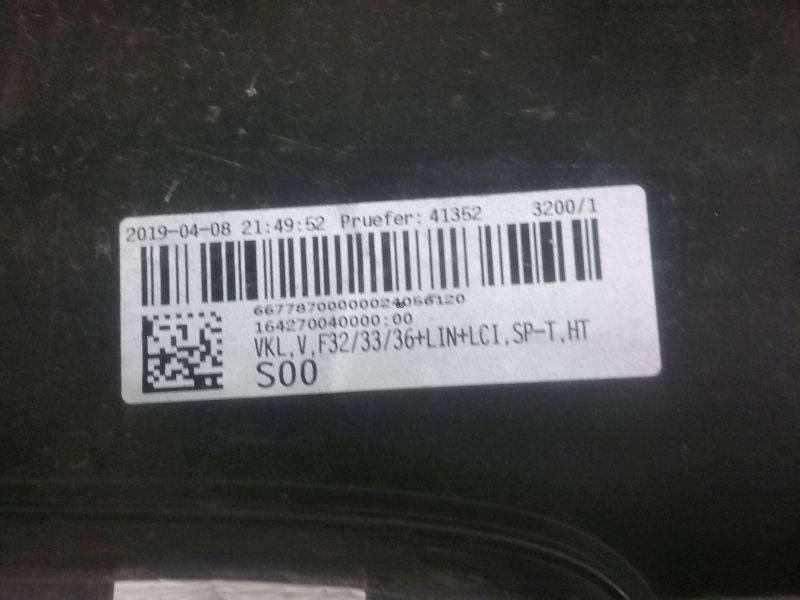 2019-04-08 21:49:52 Pruefer: 41352 3200/1
6677870000024056120
164270040000:00
VKL,V,F32/33/36+LIN+LCI,SP-T,HT
S00